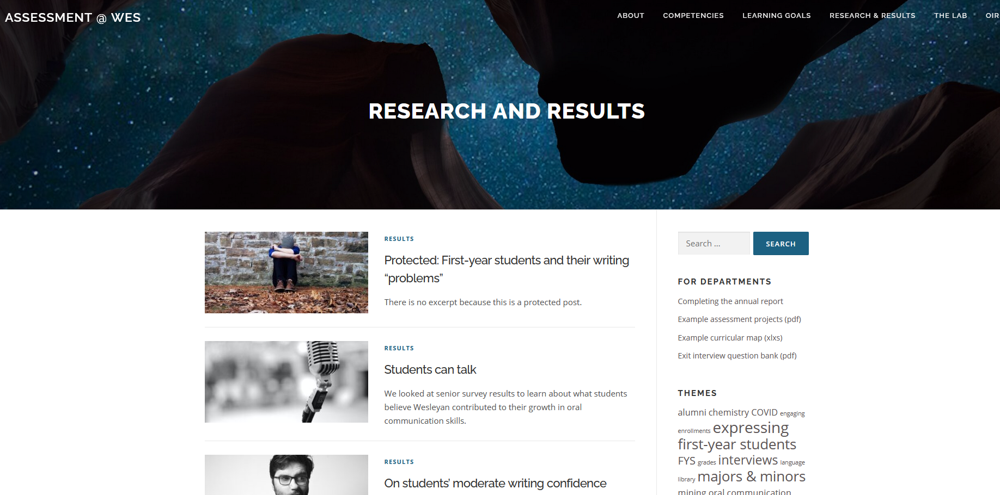 ASSESSMENT @ WES
ABOUT COMPETENCIES LEARNING GOALS RESEARCH & RESULTS THE LAB OIR
RESEARCH AND RESULTS
RESULTS
Protected: First-year students and their writing
“problems”
There is no excerpt because this is a protected post.
RESULTS
Students can talk
We looked at senior survey results to learn about what students
believe Wesleyan contributed to their growth in oral
communication skills.
RESULTS
On students’ moderate writing confidence
Search ... SEARCH
FOR DEPARTMENTS
Completing the annual report
Example assessment projects (pdf)
Example curricular map (xlxs)
Exit interview question bank (pdf)
THEMES
alumni chemistry COVID engaging
enrollments expressing
first-year students
FYS grades interviews language
library majors & minors
mining oral communication